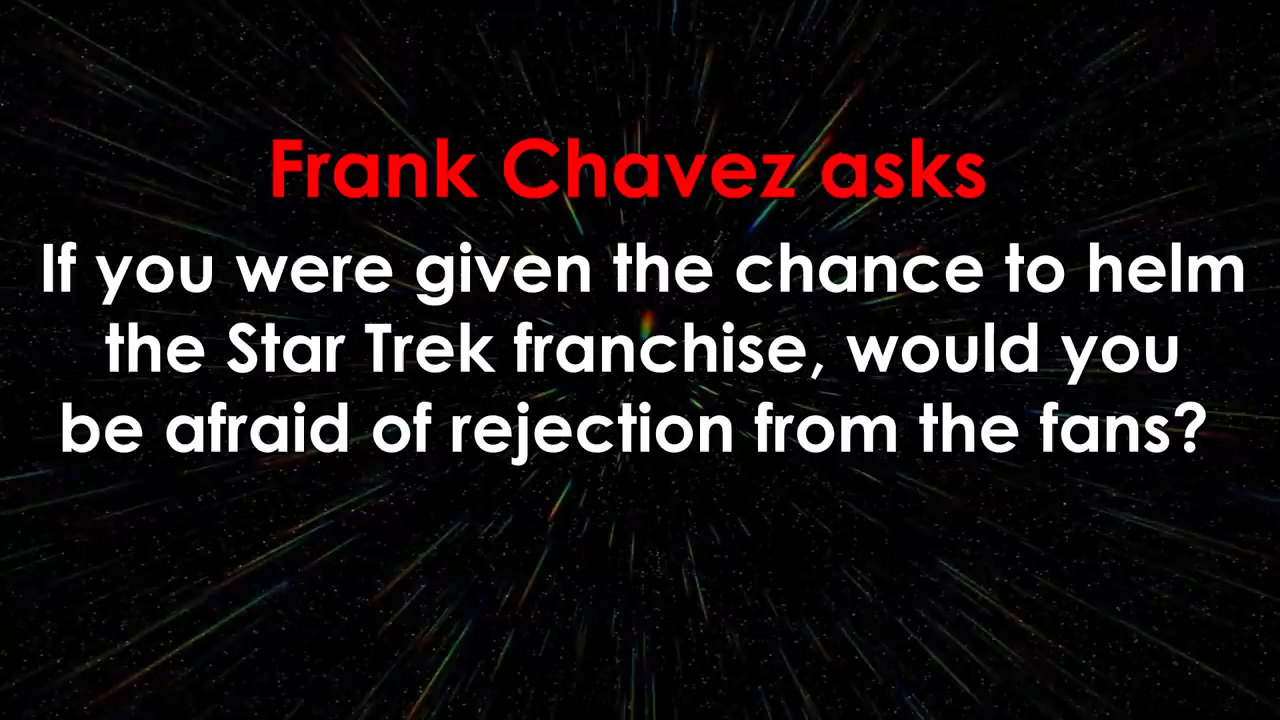 Frank Chavez asks
If you were given the chance to helm
the Star Trek franchise, would you
be afraid of rejection from the fans?